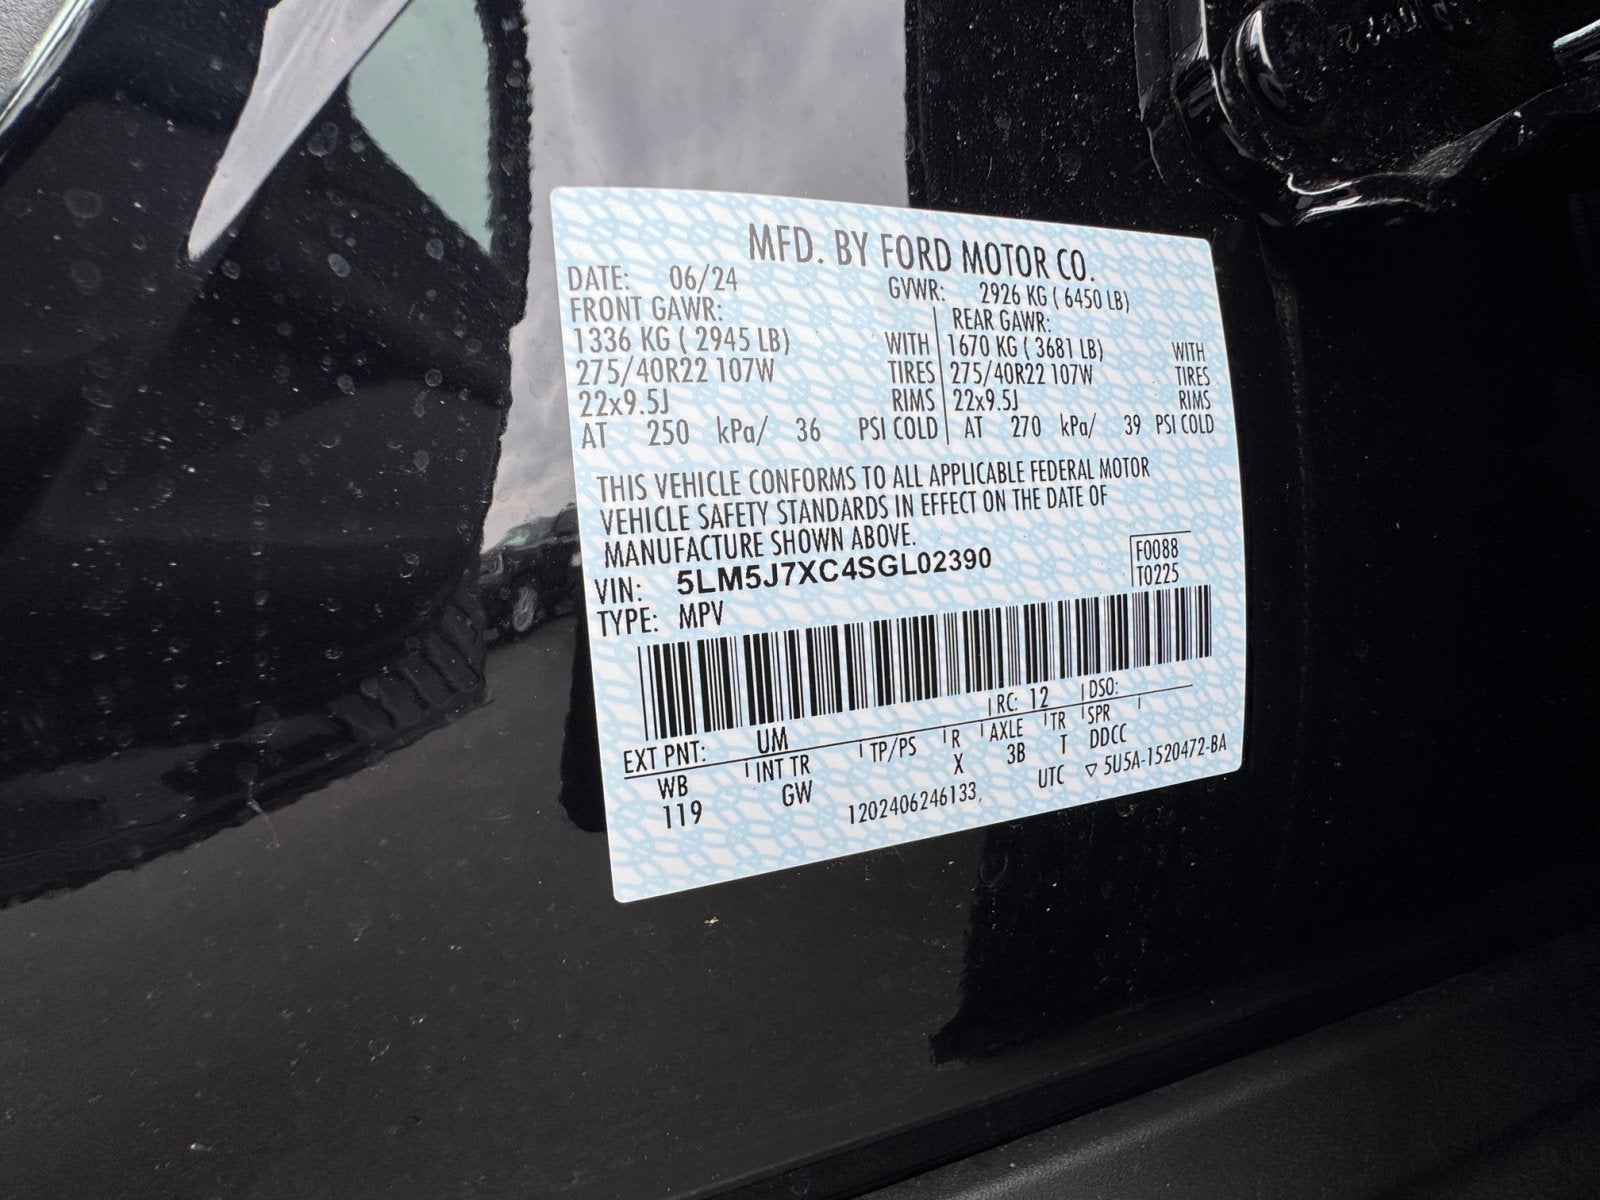 MFD. BY FORD MOTOR CO.
DATE: 06/24 GVWR: 2926 KG ( 6450 LB)
FRONT GAWR: REAR GAWR:
1336 KG ( 2945 LB) WITH 1670 KG ( 3681 LB) WITH
275/40R22 107W TIRES 275/40R22 107W TIRES
22x9.5J RIMS 22x9.5J RIMS
AT 250 kPa/ 36 PSI COLD AT 270 kPa/ 39 PSI COLD
THIS VEHICLE CONFORMS TO ALL APPLICABLE FEDERAL MOTOR
VEHICLE SAFETY STANDARDS IN EFFECT ON THE DATE OF
MANUFACTURE SHOWN ABOVE.
VIN: 5LM5J7XC4SGL02390 F0088
TYPE: MPV T0225
EXT PNT: UM RC: 12 DSO:
WB INT TR TP/PS R AXLE TR SPR
119 GW X 3B T DDCC
1202406246133 UTC ▽ 5U5A-1520472-BA